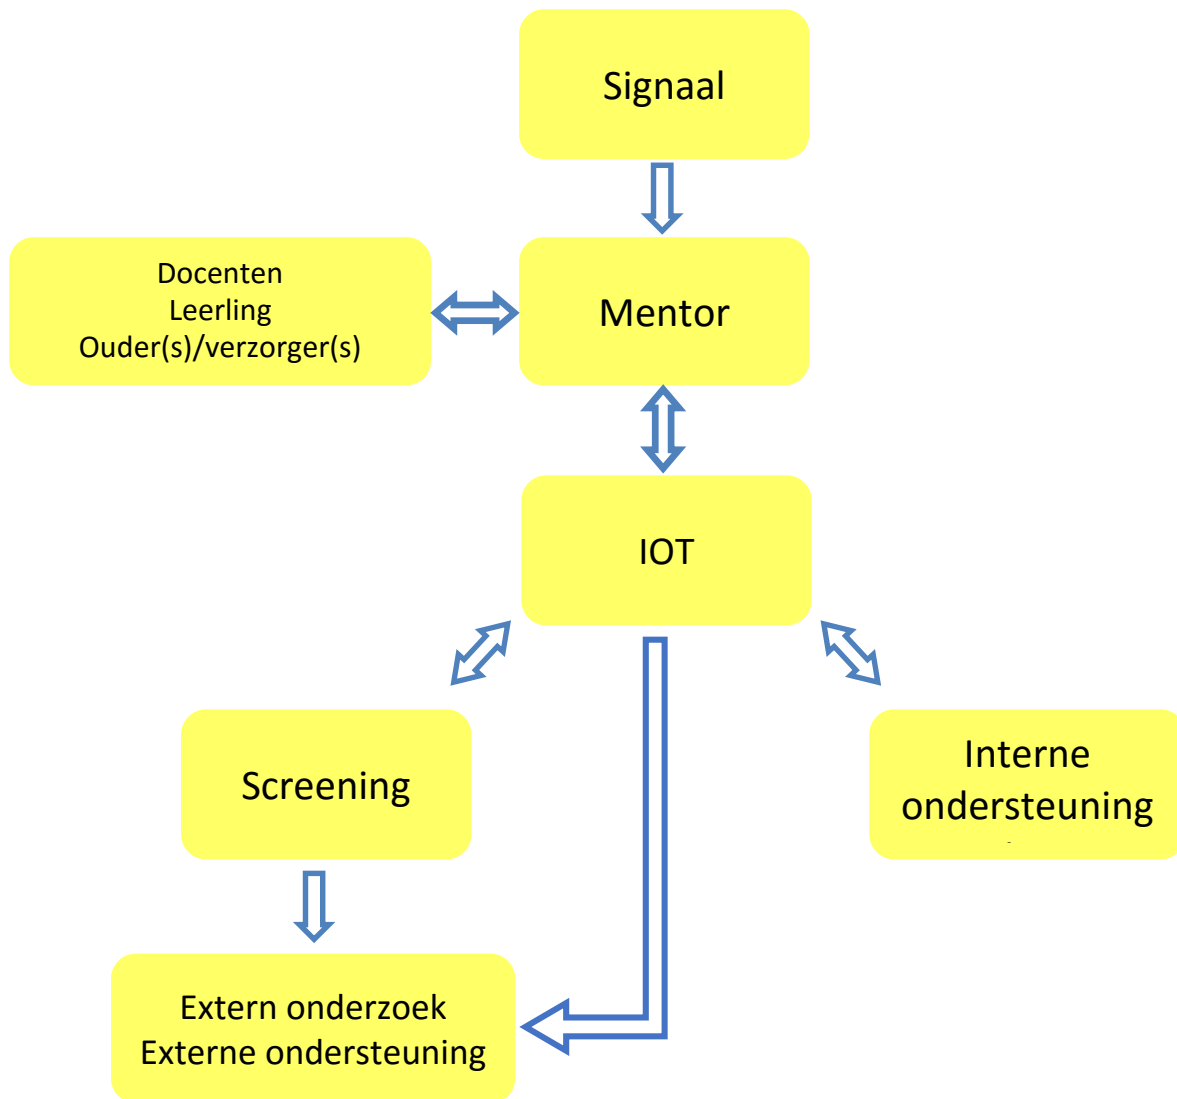 Signaal
Docenten
Leerling
Ouder(s)/verzorger(s)
Mentor
IOT
Screening
Interne
ondersteuning
Extern onderzoek
Externe ondersteuning